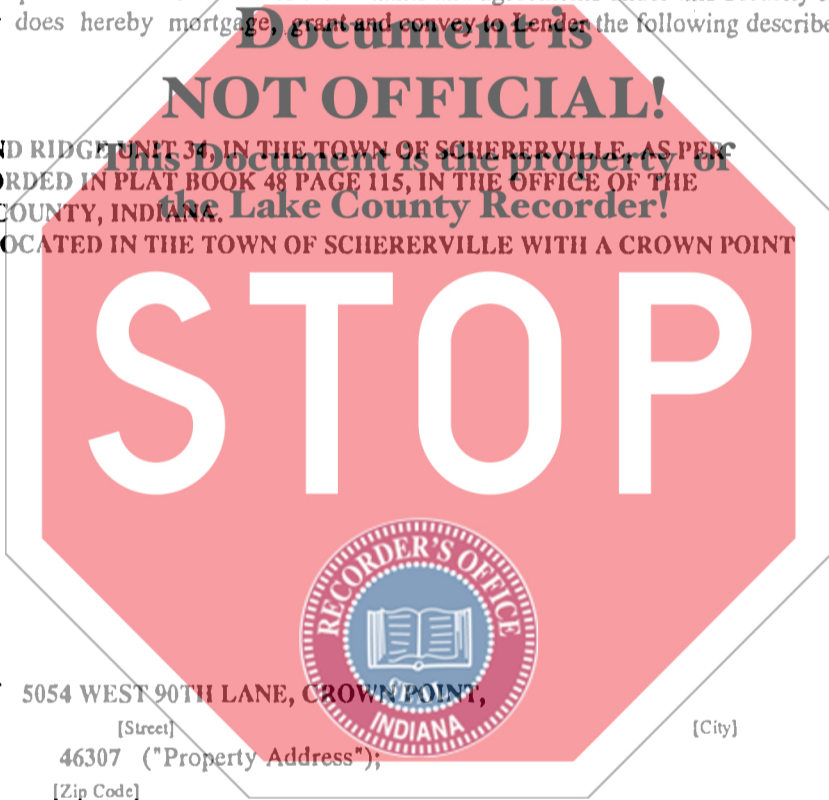 does hereby mortgage, grant and convey to Lender the following describe
Document is
NOT OFFICIAL!
D RIDGE UNIT 34, IN THE TOWN OF SCHERERVILLE, AS PER
This Document is the property of
RDED IN PLAT BOOK 48 PAGE 115, IN THE OFFICE OF THE
the Lake County Recorder!
COUNTY, INDIANA.
OCATED IN THE TOWN OF SCHERERVILLE WITH A CROWN POINT
STOP
RECORDER'S OFFICE
SEAL
INDIANA
5054 WEST 90TH LANE, CROWN POINT,
[Street] [City]
46307 ("Property Address");
[Zip Code]